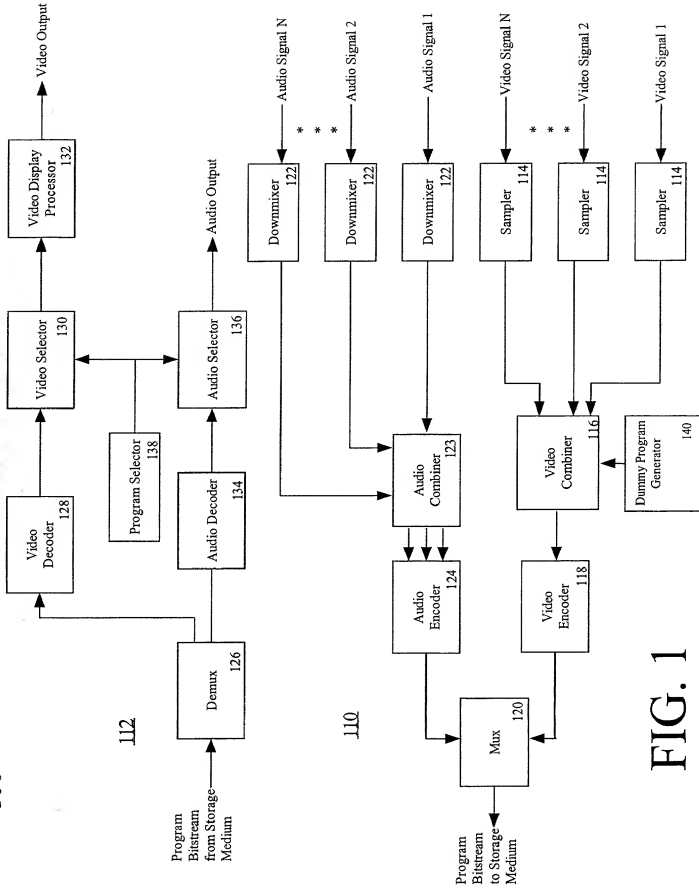 Video Output
Video Display
Processor
132
Video Selector
130
Audio Output
Audio Selector
136
Program Selector
138
Video
Decoder
128
Audio Decoder
134
Demux
126
112
Program
Bitstream
from Storage
Medium
Audio Signal N
* * *
Audio Signal 2
Audio Signal 1
Downmixer
122
Downmixer
122
Downmixer
122
Video Signal N
* * *
Video Signal 2
Video Signal 1
Sampler
114
Sampler
114
Sampler
114
Audio
Combiner
123
Video
Combiner
116
Dummy Program
Generator
140
Audio
Encoder
124
Video
Encoder
118
110
Mux
120
Program
Bitstream
to Storage
Medium
FIG. 1